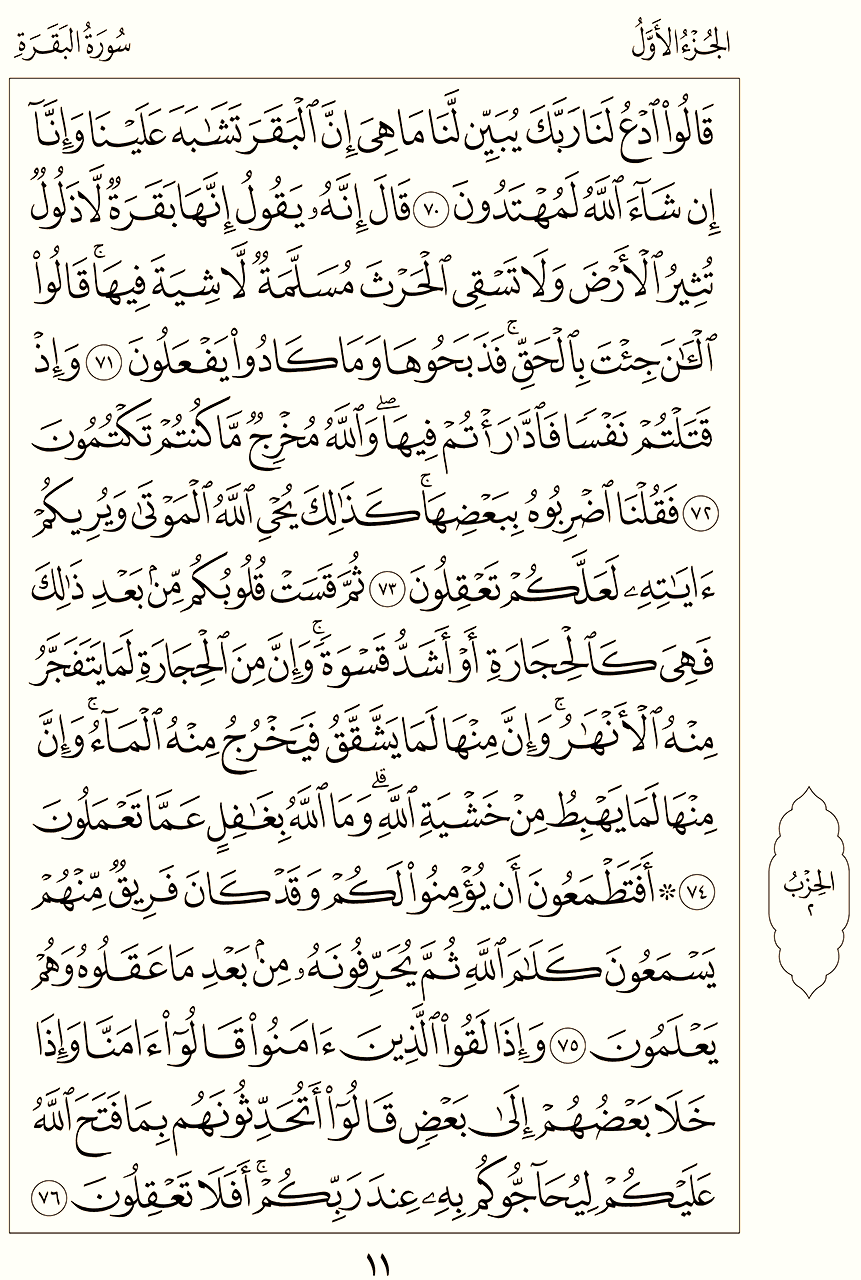 الجُزْءُ الأَوَّلُ
سُورَةُ البَقَرَةِ
قَالُوا۟ ٱدْعُ لَنَا رَبَّكَ يُبَيِّن لَّنَا مَا هِىَ إِنَّ ٱلْبَقَرَ تَشَـٰبَهَ عَلَيْنَا وَإِنَّآ
إِن شَآءَ ٱللَّهُ لَمُهْتَدُونَ ٧٠ قَالَ إِنَّهُۥ يَقُولُ إِنَّهَا بَقَرَةٌ لَّا ذَلُولٌ
تُثِيرُ ٱلْأَرْضَ وَلَا تَسْقِى ٱلْحَرْثَ مُسَلَّمَةٌ لَّا شِيَةَ فِيهَا ۚ قَالُوا۟
ٱلْـَٔـٰنَ جِئْتَ بِٱلْحَقِّ ۚ فَذَبَحُوهَا وَمَا كَادُوا۟ يَفْعَلُونَ ٧١ وَإِذْ
قَتَلْتُمْ نَفْسًا فَٱدَّٰرَْٰٔتُمْ فِيهَا ۖ وَٱللَّهُ مُخْرِجٌ مَّا كُنتُمْ تَكْتُمُونَ
٧٢ فَقُلْنَا ٱضْرِبُوهُ بِبَعْضِهَا ۚ كَذَٰلِكَ يُحْىِ ٱللَّهُ ٱلْمَوْتَىٰ وَيُرِيكُمْ
ءَايَـٰتِهِۦ لَعَلَّكُمْ تَعْقِلُونَ ٧٣ ثُمَّ قَسَتْ قُلُوبُكُم مِّنۢ بَعْدِ ذَٰلِكَ
فَهِىَ كَٱلْحِجَارَةِ أَوْ أَشَدُّ قَسْوَةً ۚ وَإِنَّ مِنَ ٱلْحِجَارَةِ لَمَا يَتَفَجَّرُ
مِنْهُ ٱلْأَنْهَـٰرُ ۚ وَإِنَّ مِنْهَا لَمَا يَشَّقَّقُ فَيَخْرُجُ مِنْهُ ٱلْمَآءُ ۚ وَإِنَّ
مِنْهَا لَمَا يَهْبِطُ مِنْ خَشْيَةِ ٱللَّهِ ۗ وَمَا ٱللَّهُ بِغَـٰفِلٍ عَمَّا تَعْمَلُونَ
٧٤ ۞ أَفَتَطْمَعُونَ أَن يُؤْمِنُوا۟ لَكُمْ وَقَدْ كَانَ فَرِيقٌ مِّنْهُمْ
يَسْمَعُونَ كَلَـٰمَ ٱللَّهِ ثُمَّ يُحَرِّفُونَهُۥ مِنۢ بَعْدِ مَا عَقَلُوهُ وَهُمْ
يَعْلَمُونَ ٧٥ وَإِذَا لَقُوا۟ ٱلَّذِينَ ءَامَنُوا۟ قَالُوٓا۟ ءَامَنَّا وَإِذَا
خَلَا بَعْضُهُمْ إِلَىٰ بَعْضٍ قَالُوٓا۟ أَتُحَدِّثُونَهُم بِمَا فَتَحَ ٱللَّهُ
عَلَيْكُمْ لِيُحَآجُّوكُم بِهِۦ عِندَ رَبِّكُمْ ۚ أَفَلَا تَعْقِلُونَ ٧٦
الحِزْبُ
٢
١١